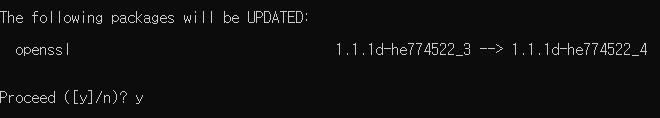 The following packages will be UPDATED:
openssl 1.1.1d-he774522_3 --> 1.1.1d-he774522_4
Proceed ([y]/n)? y